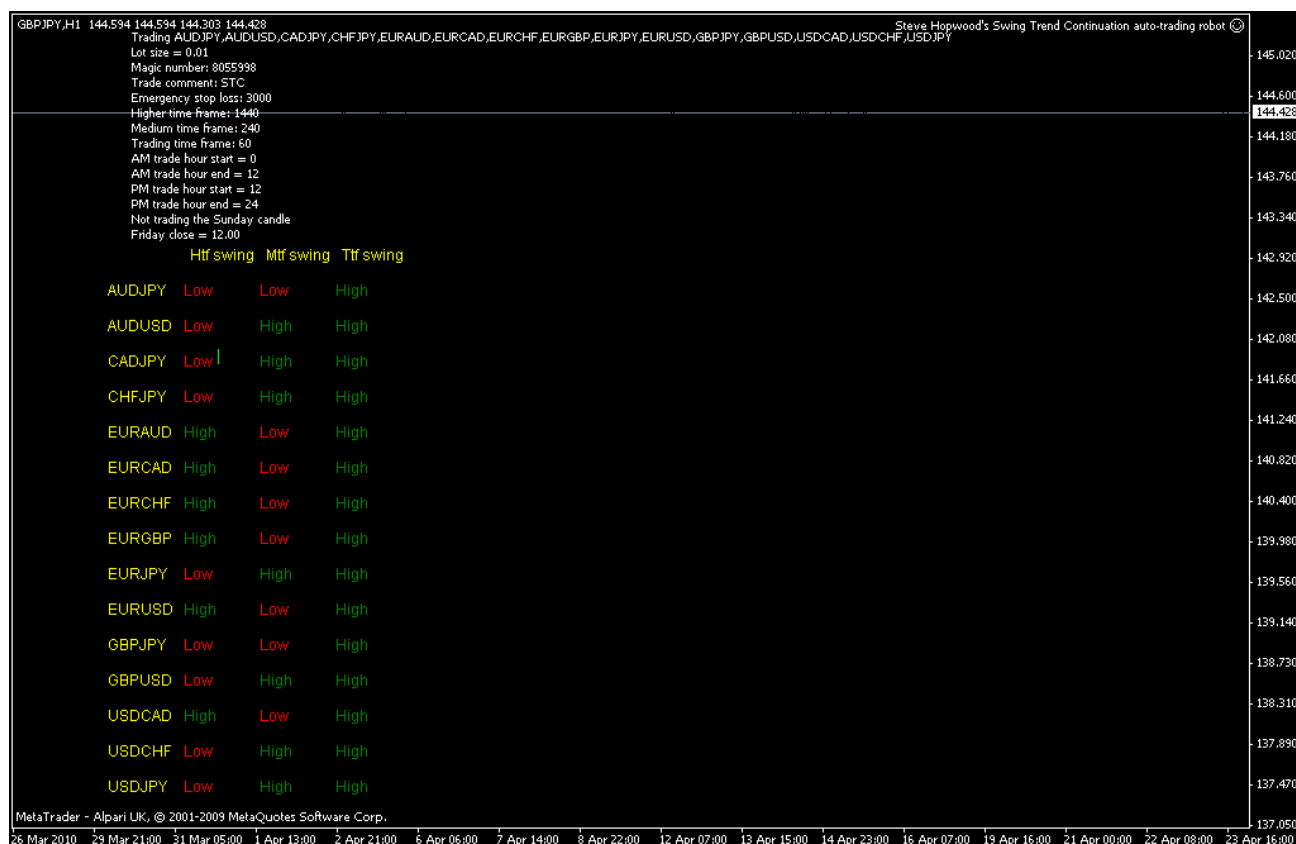 GBPJPY,H1 144.594 144.594 144.303 144.428
Steve Hopwood's Swing Trend Continuation auto-trading robot
Trading AUDJPY,AUDUSD,CADJPY,CHFJPY,EURAUD,EURCAD,EURCHF,EURGBP,EURJPY,EURUSD,GBPJPY,GBPUSD,USDCAD,USDCHF,USDJPY
Lot size = 0.01
Magic number: 8055998
Trade comment: STC
Emergency stop loss: 3000
Higher time frame: 1440
Medium time frame: 240
Trading time frame: 60
AM trade hour start = 0
AM trade hour end = 12
PM trade hour start = 12
PM trade hour end = 24
Not trading the Sunday candle
Friday close = 12.00
Htf swing Mtf swing Ttf swing
AUDJPY Low Low High
AUDUSD Low High High
CADJPY Low High High
CHFJPY Low High High
EURAUD High Low High
EURCAD High Low High
EURCHF High Low High
EURGBP High Low High
EURJPY Low High High
EURUSD High Low High
GBPJPY Low Low High
GBPUSD Low High High
USDCAD High Low High
USDCHF Low High High
USDJPY Low High High
MetaTrader - Alpari UK, © 2001-2009 MetaQuotes Software Corp.
145.020
144.600
144.428
144.180
143.760
143.340
142.920
142.500
142.080
141.660
141.240
140.820
140.400
139.980
139.560
139.140
138.730
138.310
137.890
137.470
137.050
26 Mar 2010 29 Mar 21:00 31 Mar 05:00 1 Apr 13:00 2 Apr 21:00 6 Apr 06:00 7 Apr 14:00 8 Apr 22:00 12 Apr 07:00 13 Apr 15:00 14 Apr 23:00 16 Apr 07:00 19 Apr 16:00 21 Apr 00:00 22 Apr 08:00 23 Apr 16:00